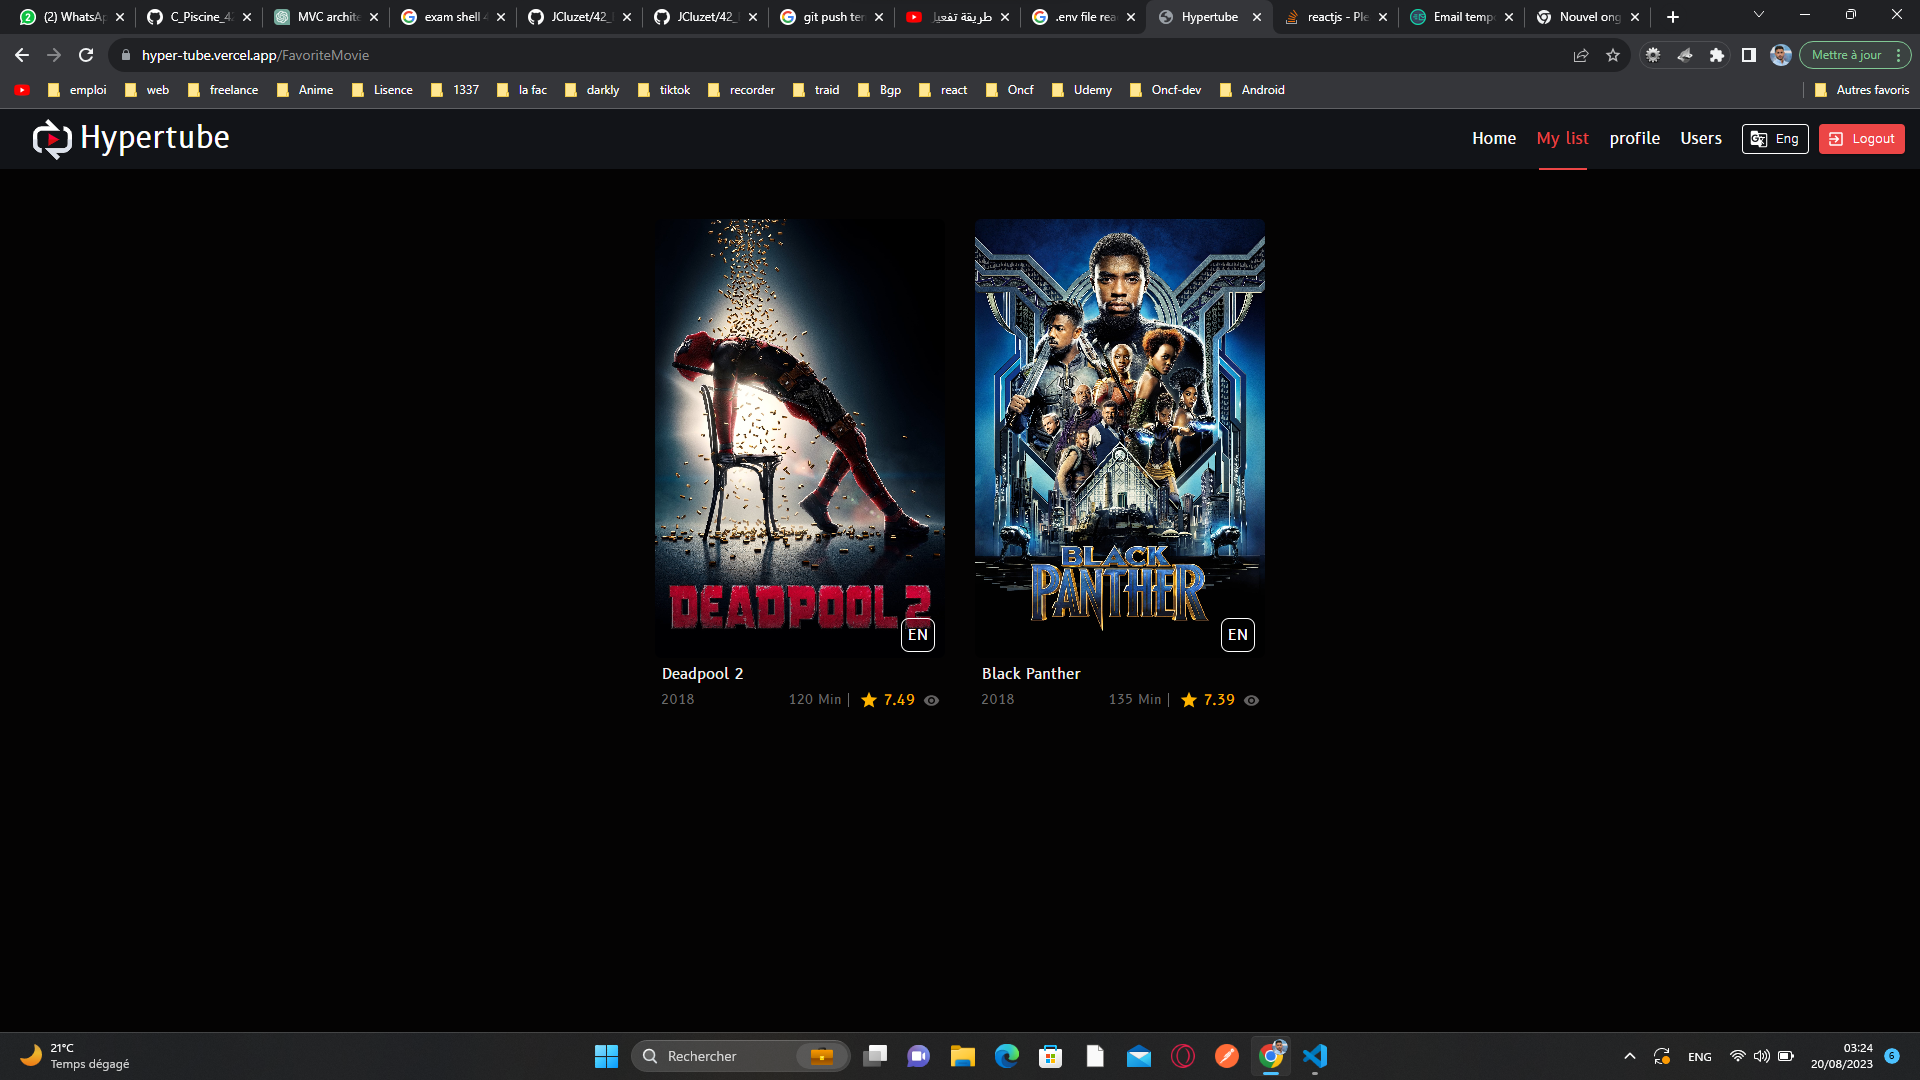 (2) WhatsAp
C_Piscine_42
MVC archite
exam shell 4
JCluzet/42_
JCluzet/42_
git push ter
طريقة تفعيل
.env file rea
Hypertube
reactjs - Ple
Email tempo
Nouvel ong
hyper-tube.vercel.app/FavoriteMovie
Mettre à jour
emploi
web
freelance
Anime
Lisence
1337
la fac
darkly
tiktok
recorder
traid
Bgp
react
Oncf
Udemy
Oncf-dev
Android
Autres favoris
Hypertube
Home
My list
profile
Users
Eng
Logout
DEADPOOL 2
EN
BLACK
PANTHER
EN
Deadpool 2
2018
120 Min |
7.49
Black Panther
2018
135 Min |
7.39
21°C
Temps dégagé
Rechercher
ENG
03:24
20/08/2023
6